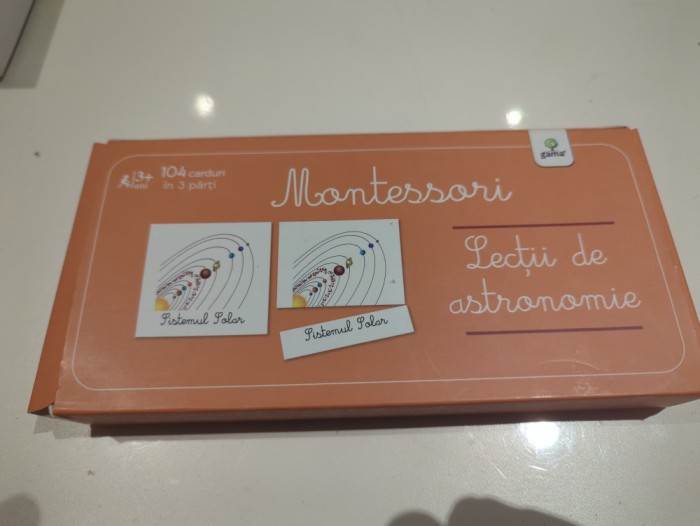 3+
ani
104 carduri
în 3 părți
Montessori
gama
Lecții de
astronomie
Sistemul Solar
Sistemul Solar